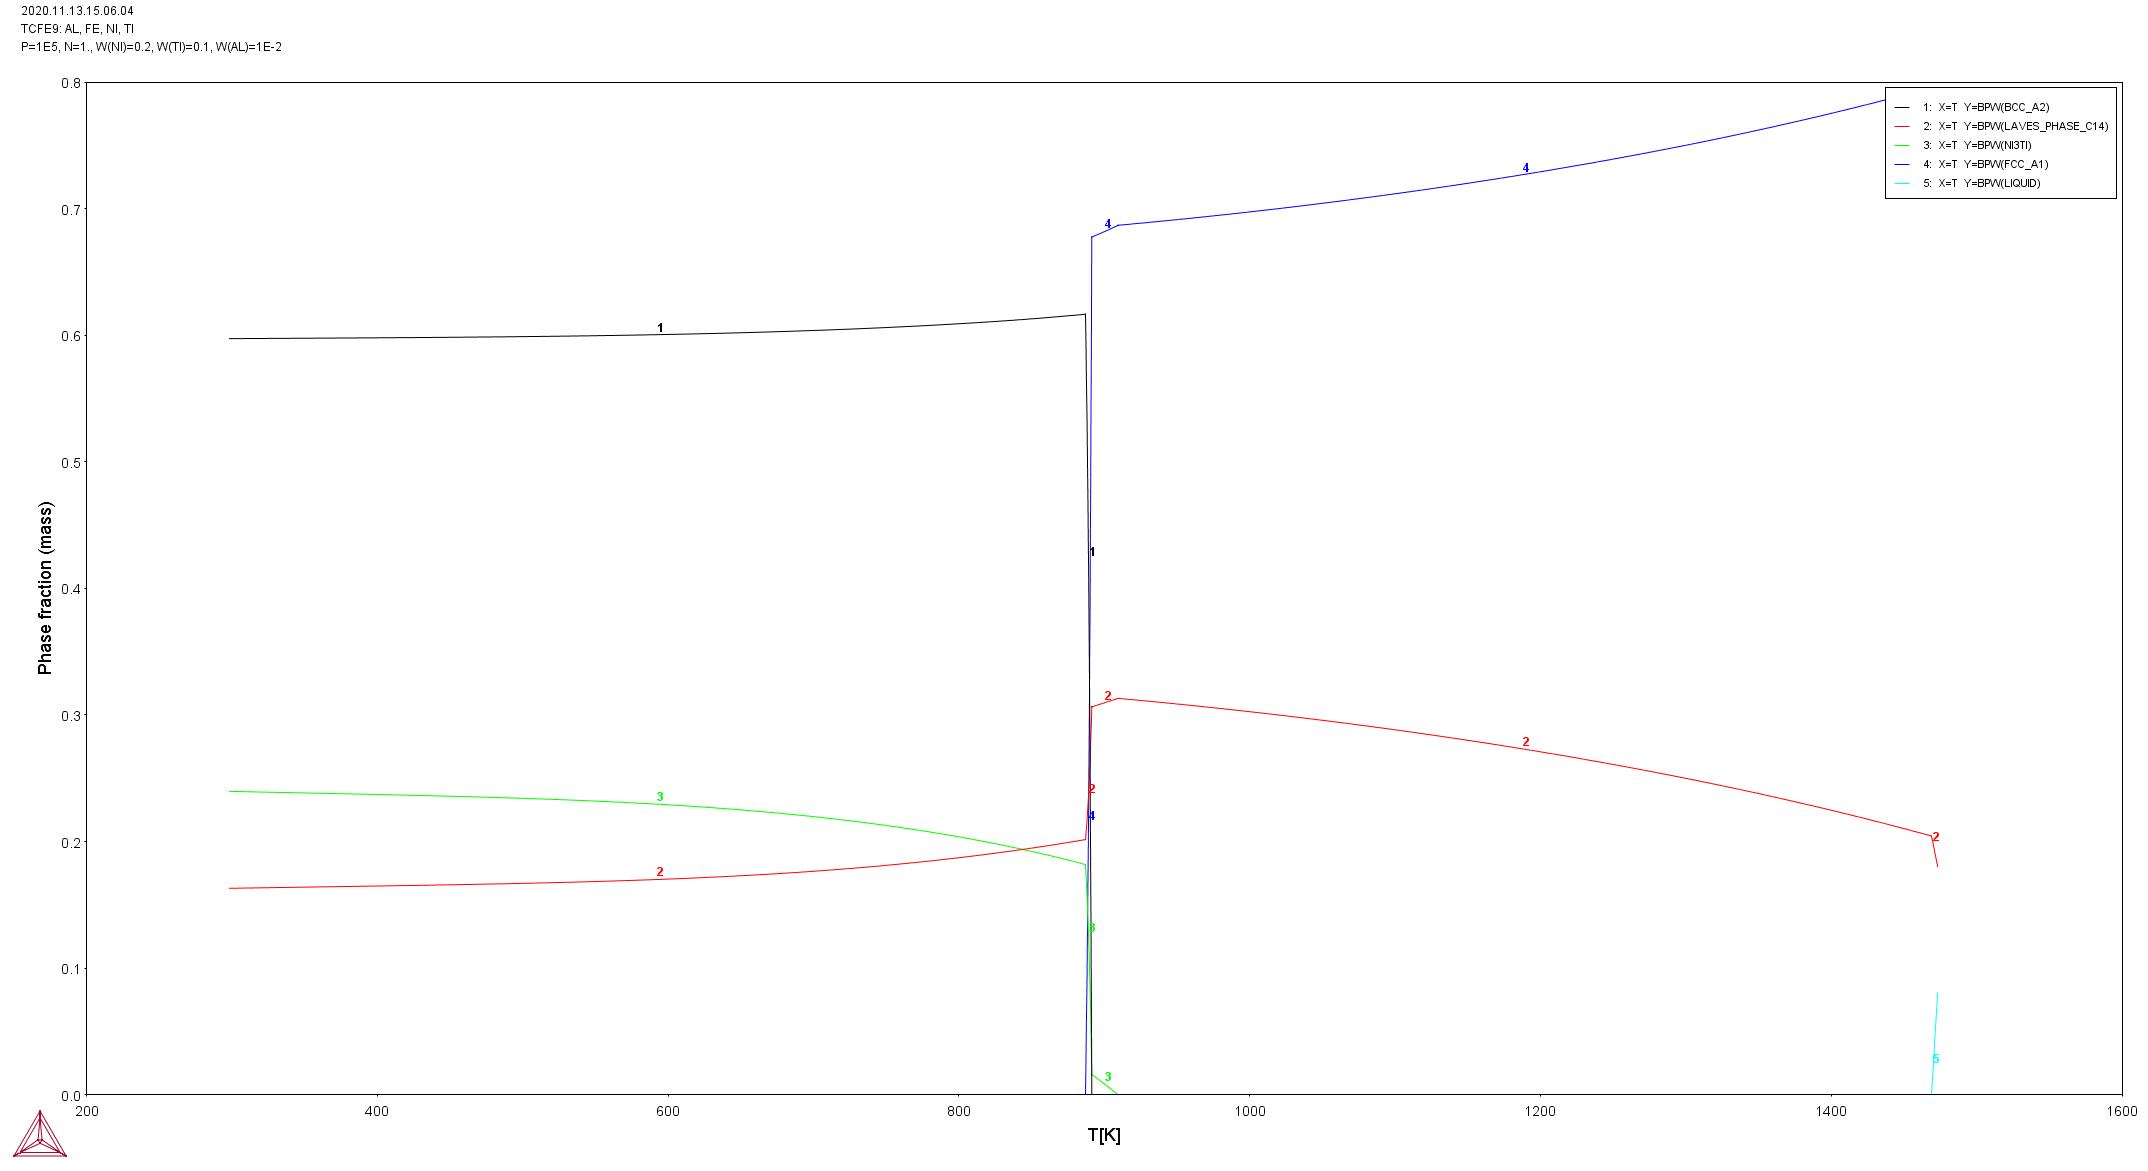 2020.11.13.15.06.04
TCFE9: AL, FE, NI, TI
P=1E5, N=1., W(NI)=0.2, W(TI)=0.1, W(AL)=1E-2
0.8
0.7
0.6
0.5
0.4
0.3
0.2
0.1
0.0
Phase fraction (mass)
1: X=T Y=BPW(BCC_A2)
2: X=T Y=BPW(LAVES_PHASE_C14)
3: X=T Y=BPW(NI3TI)
4: X=T Y=BPW(FCC_A1)
5: X=T Y=BPW(LIQUID)
4
4
1
1
2
2
2
3
2
4
2
2
3
3
5
200 400 600 800 1000 1200 1400 1600
T[K]